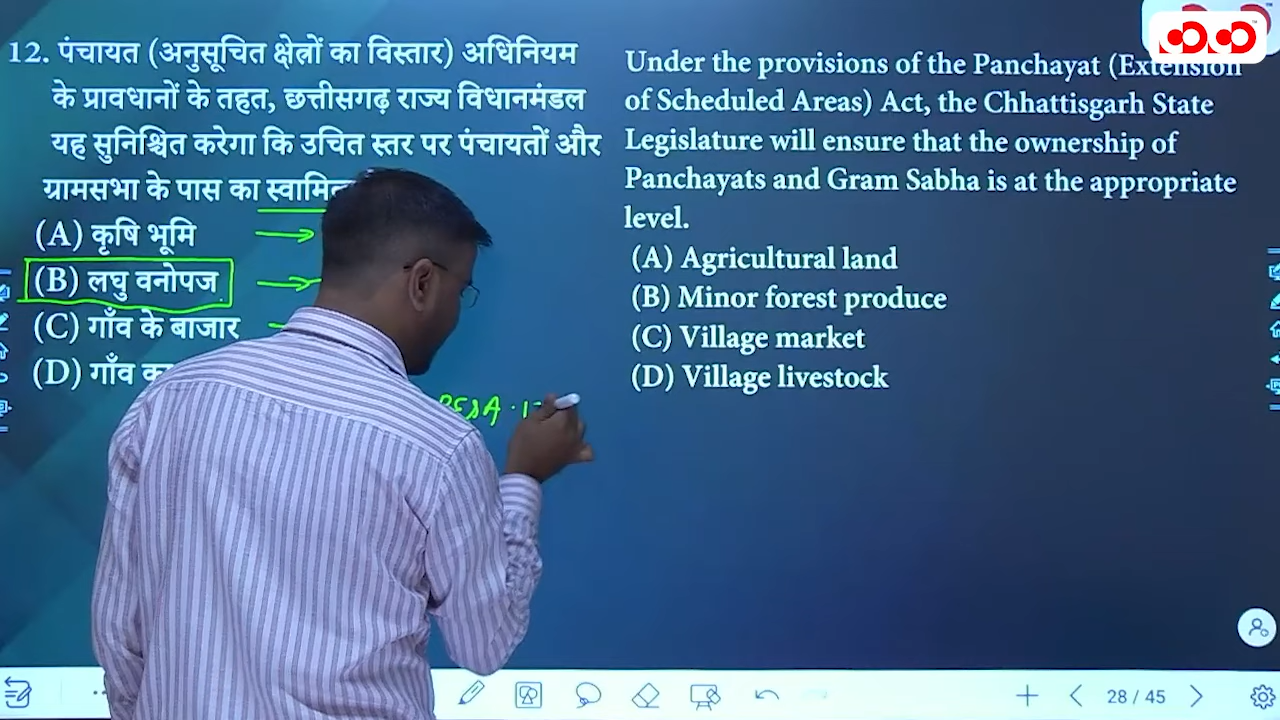 12. पंचायत (अनुसूचित क्षेत्रों का विस्तार) अधिनियम
के प्रावधानों के तहत, छत्तीसगढ़ राज्य विधानमंडल
यह सुनिश्चित करेगा कि उचित स्तर पर पंचायतों और
ग्रामसभा के पास का
(A) कृषि भूमि
(B) लघु वनोपज
(C) गाँव के बाजार
(D) गाँव
PESA
Under the provisions of the Panchayat (Extension
of Scheduled Areas) Act, the Chhattisgarh State
Legislature will ensure that the ownership of
Panchayats and Gram Sabha is at the appropriate
level.
(A) Agricultural land
(B) Minor forest produce
(C) Village market
(D) Village livestock
28 / 45